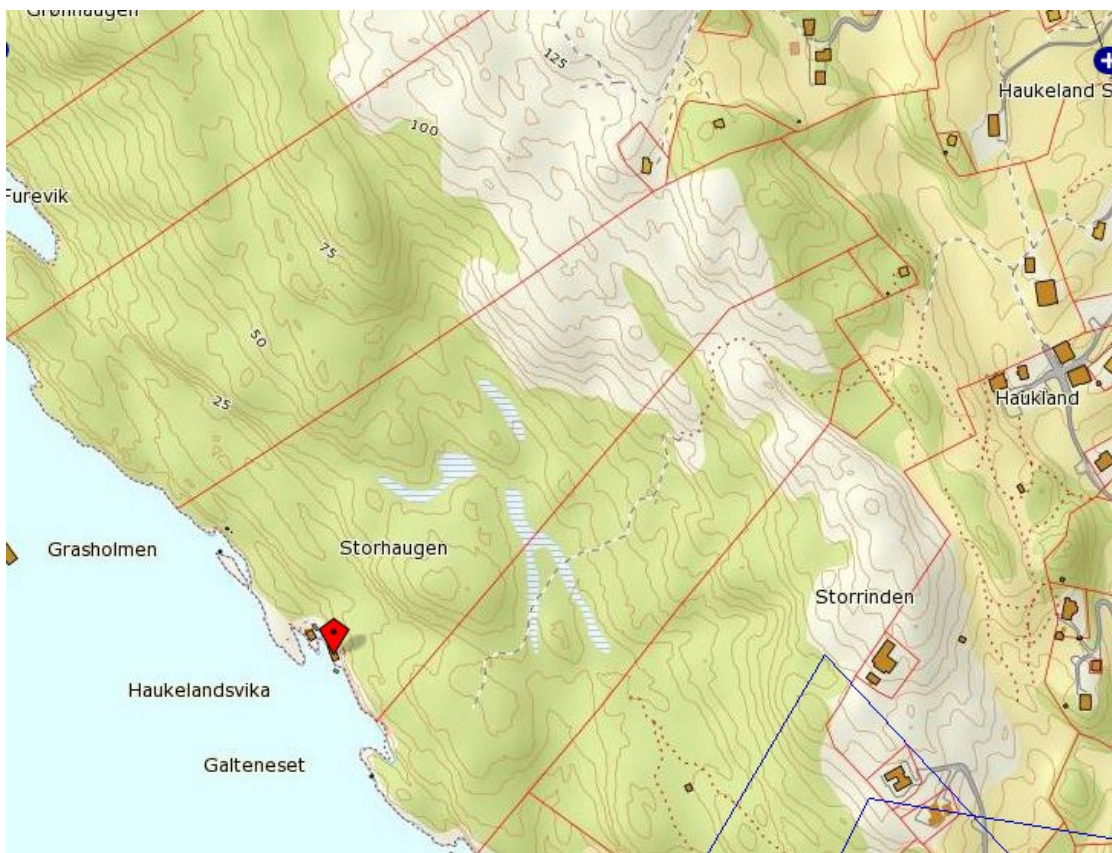 Grønhaugen
125
Haukeland S
100
Furevik
75
50
25
Haukland
Grasholmen
Storhaugen
Storrinden
Haukelandsvika
Galteneset